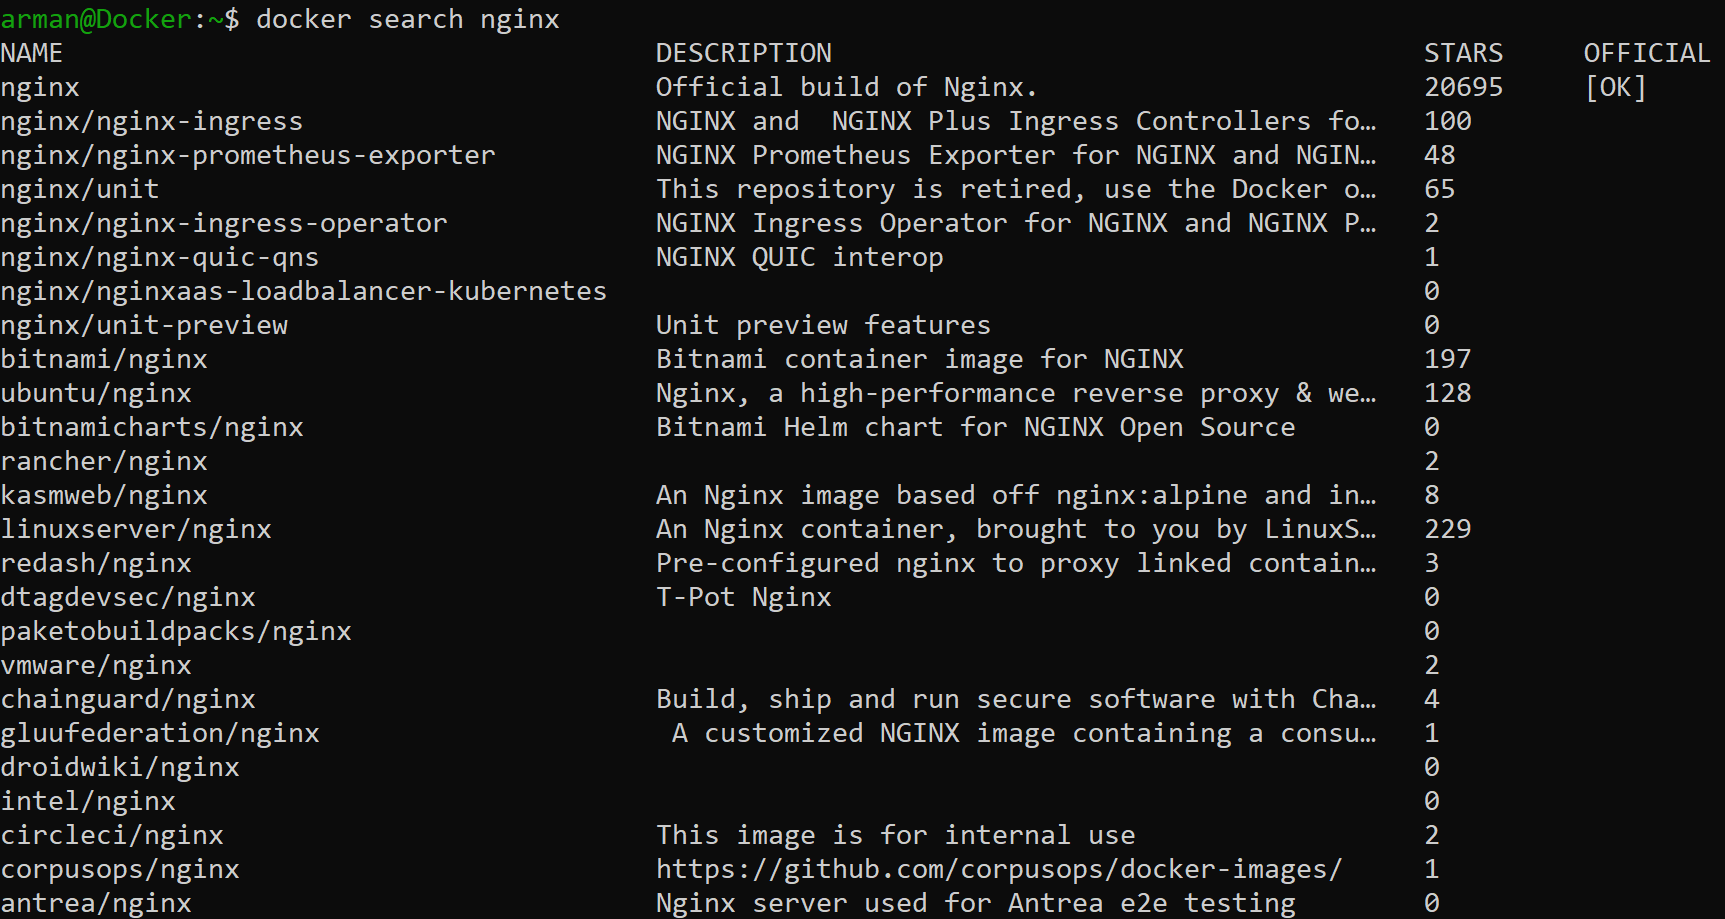 arman@Docker:~$ docker search nginx
NAME DESCRIPTION STARS OFFICIAL
nginx Official build of Nginx. 20695 [OK]
nginx/nginx-ingress NGINX and  NGINX Plus Ingress Controllers fo… 100
nginx/nginx-prometheus-exporter NGINX Prometheus Exporter for NGINX and NGIN… 48
nginx/unit This repository is retired, use the Docker o… 65
nginx/nginx-ingress-operator NGINX Ingress Operator for NGINX and NGINX P… 2
nginx/nginx-quic-qns NGINX QUIC interop 1
nginx/nginxaas-loadbalancer-kubernetes 0
nginx/unit-preview Unit preview features 0
bitnami/nginx Bitnami container image for NGINX 197
ubuntu/nginx Nginx, a high-performance reverse proxy & we… 128
bitnamicharts/nginx Bitnami Helm chart for NGINX Open Source 0
rancher/nginx 2
kasmweb/nginx An Nginx image based off nginx:alpine and in… 8
linuxserver/nginx An Nginx container, brought to you by LinuxS… 229
redash/nginx Pre-configured nginx to proxy linked contain… 3
dtagdevsec/nginx T-Pot Nginx 0
paketobuildpacks/nginx 0
vmware/nginx 2
chainguard/nginx Build, ship and run secure software with Cha… 4
gluufederation/nginx A customized NGINX image containing a consu… 1
droidwiki/nginx 0
intel/nginx 0
circleci/nginx This image is for internal use 2
corpusops/nginx https://github.com/corpusops/docker-images/ 1
antrea/nginx Nginx server used for Antrea e2e testing 0